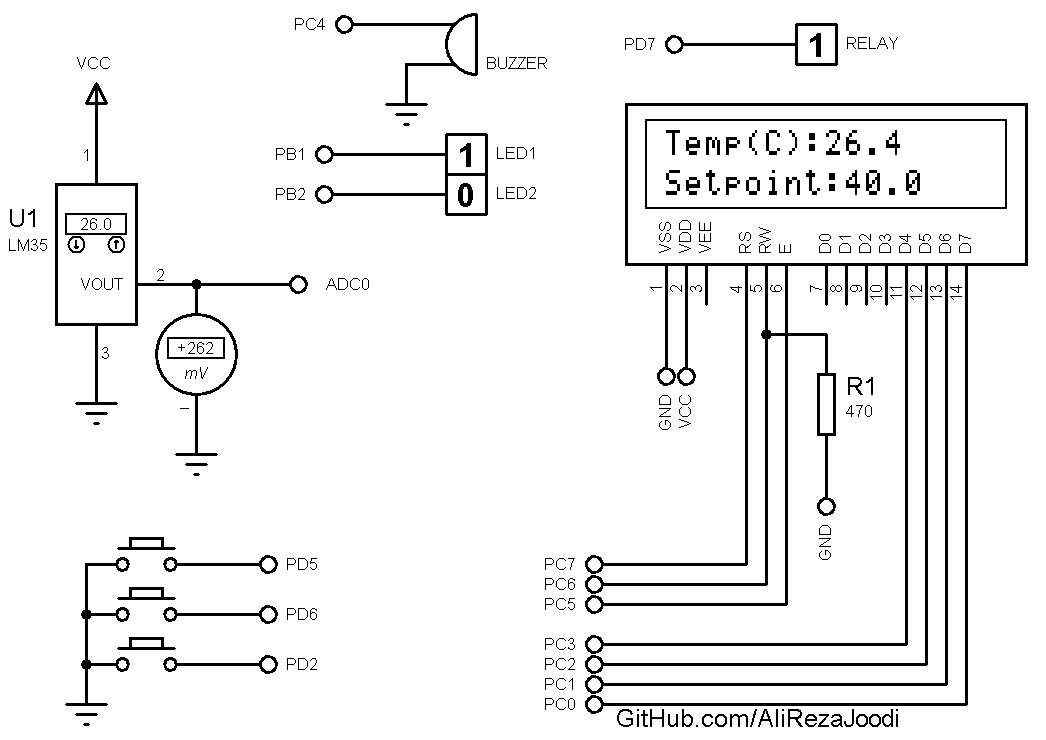 PC4
BUZZER
PD7
1
RELAY
VCC
1
U1
LM35
26.0
VOUT
2
ADC0
3
+262
mV
–
PB1
1
LED1
PB2
0
LED2
Temp(C):26.4
Setpoint:40.0
VSS
VDD
VEE
RS
RW
E
D0
D1
D2
D3
D4
D5
D6
D7
1
2
3
4
5
6
7
8
9
10
11
12
13
14
GND
VCC
R1
470
GND
PD5
PD6
PD2
PC7
PC6
PC5
PC3
PC2
PC1
PC0
GitHub.com/AliRezaJoodi